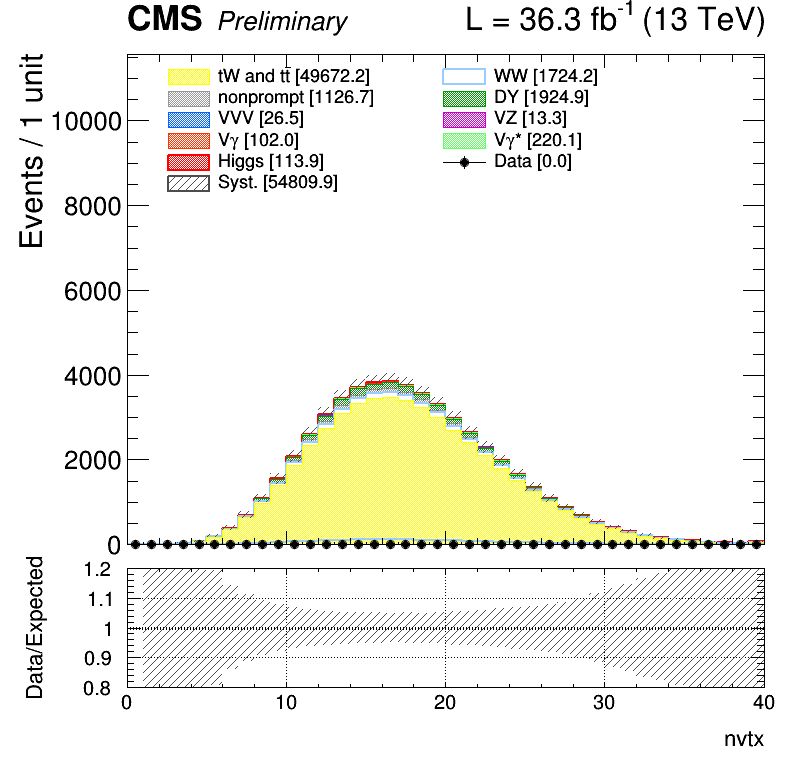 CMS Preliminary L = 36.3 fb⁻¹ (13 TeV)
Events / 1 unit
tW and tt̄ [49672.2] WW [1724.2]
nonprompt [1126.7] DY [1924.9]
VVV [26.5] VZ [13.3]
Vγ [102.0] Vγ* [220.1]
Higgs [113.9] Data [0.0]
Syst. [54809.9]
10000
8000
6000
4000
2000
0
Data/Expected
1.2
1.1
1
0.9
0.8
0 10 20 30 40
nvtx